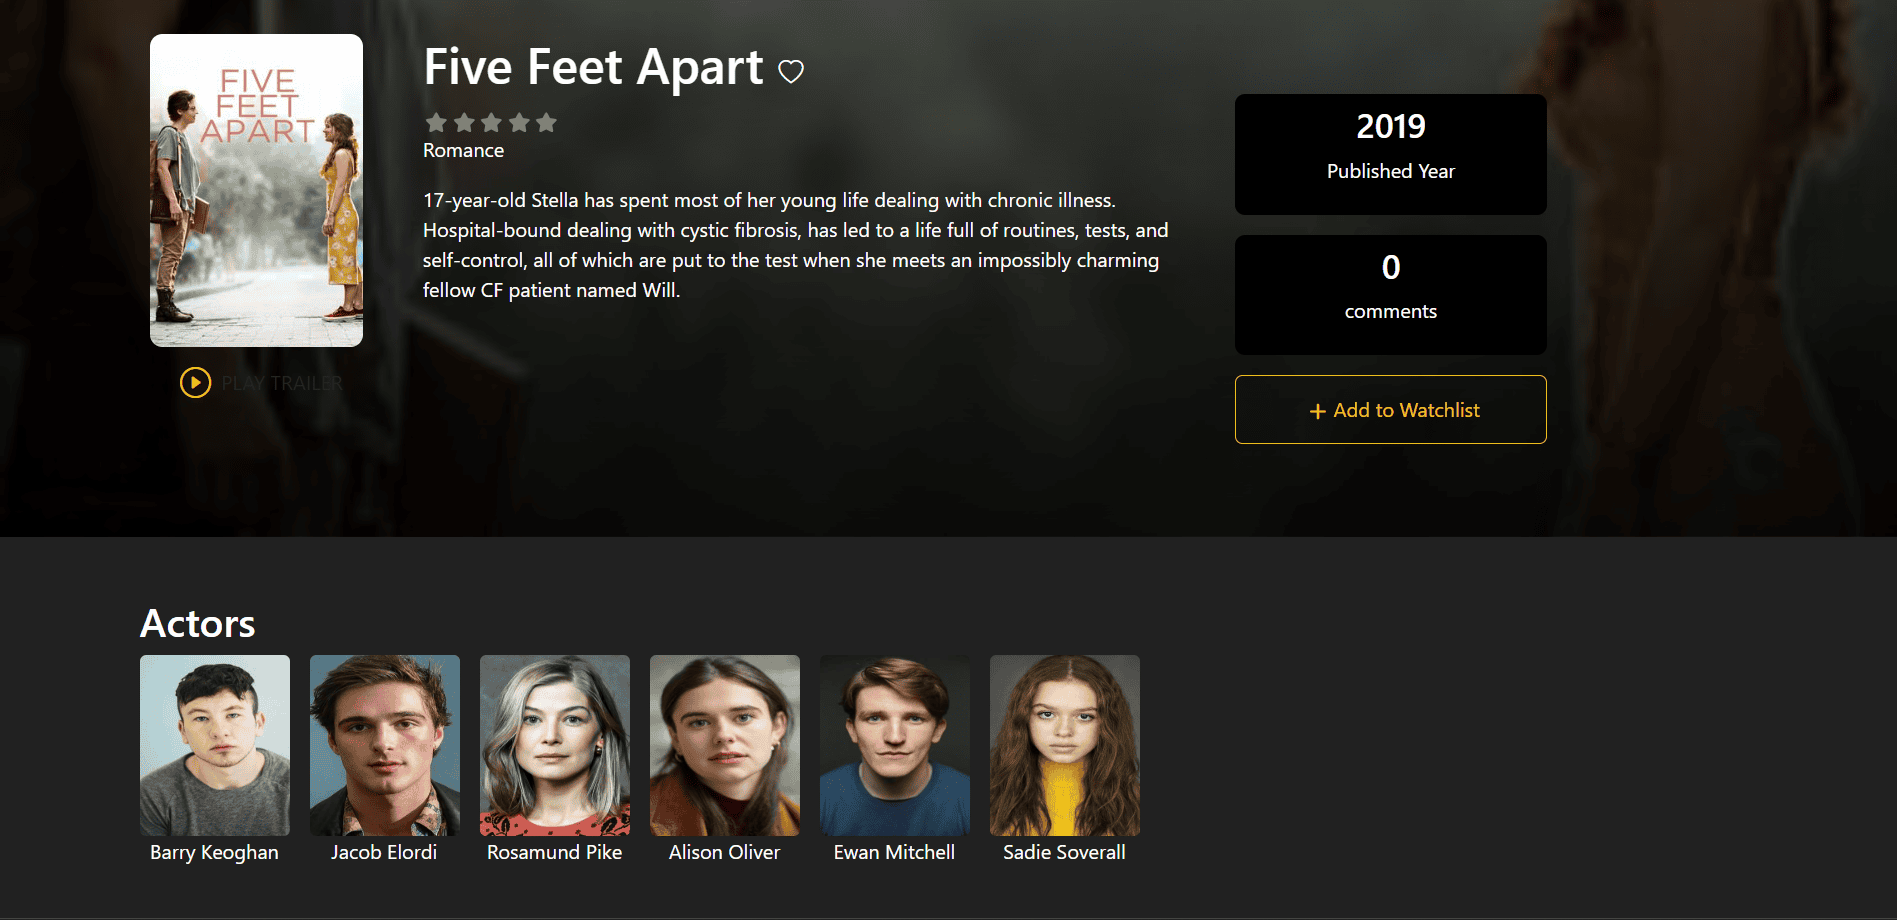 FIVE
FEET
APART
PLAY TRAILER
Five Feet Apart
Romance
17-year-old Stella has spent most of her young life dealing with chronic illness.
Hospital-bound dealing with cystic fibrosis, has led to a life full of routines, tests, and
self-control, all of which are put to the test when she meets an impossibly charming
fellow CF patient named Will.
2019
Published Year
0
comments
+ Add to Watchlist
Actors
Barry Keoghan
Jacob Elordi
Rosamund Pike
Alison Oliver
Ewan Mitchell
Sadie Soverall